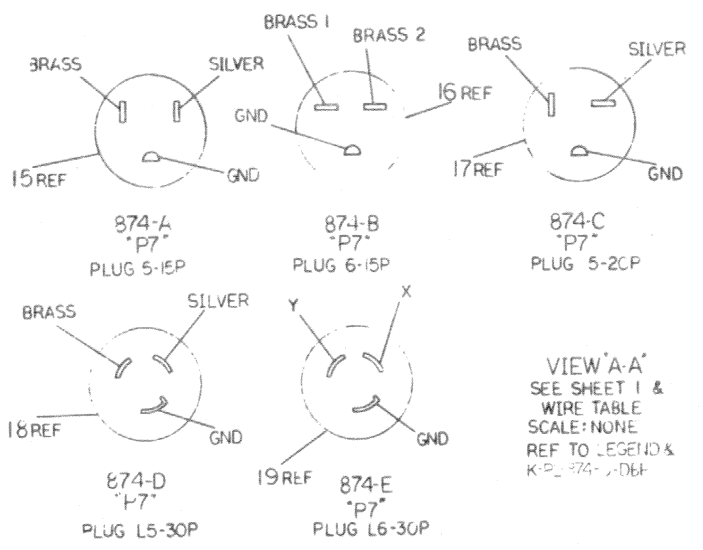 BRASS
SILVER
GND
15 REF
874-A
"P7"
PLUG 5-15P
BRASS 1
BRASS 2
GND
16 REF
874-B
"P7"
PLUG 6-15P
BRASS
SILVER
17 REF
GND
874-C
"P7"
PLUG 5-20P
BRASS
SILVER
18 REF
GND
874-D
"P7"
PLUG L5-30P
Y
X
GND
19 REF
874-E
"P7"
PLUG L6-30P
VIEW "A-A"
SEE SHEET 1 &
WIRE TABLE
SCALE: NONE
REF TO LEGEND &